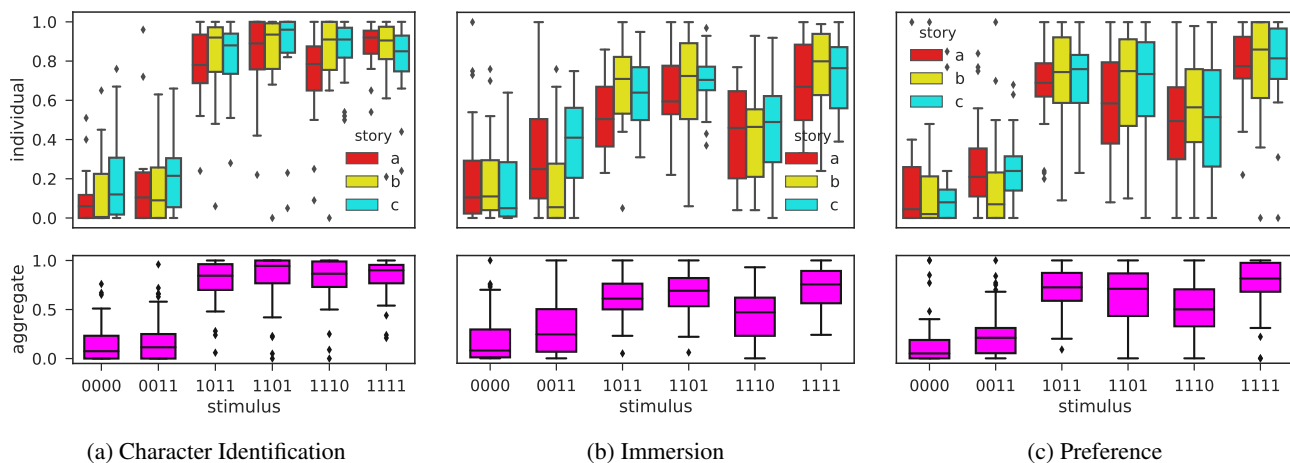 individual
1.0
0.8
0.6
0.4
0.2
0.0
story
a
b
c
story
a
b
c
story
a
b
c
aggregate
1.0
0.5
0.0
0000 0011 1011 1101 1110 1111
stimulus
0000 0011 1011 1101 1110 1111
stimulus
0000 0011 1011 1101 1110 1111
stimulus
(a) Character Identification
(b) Immersion
(c) Preference